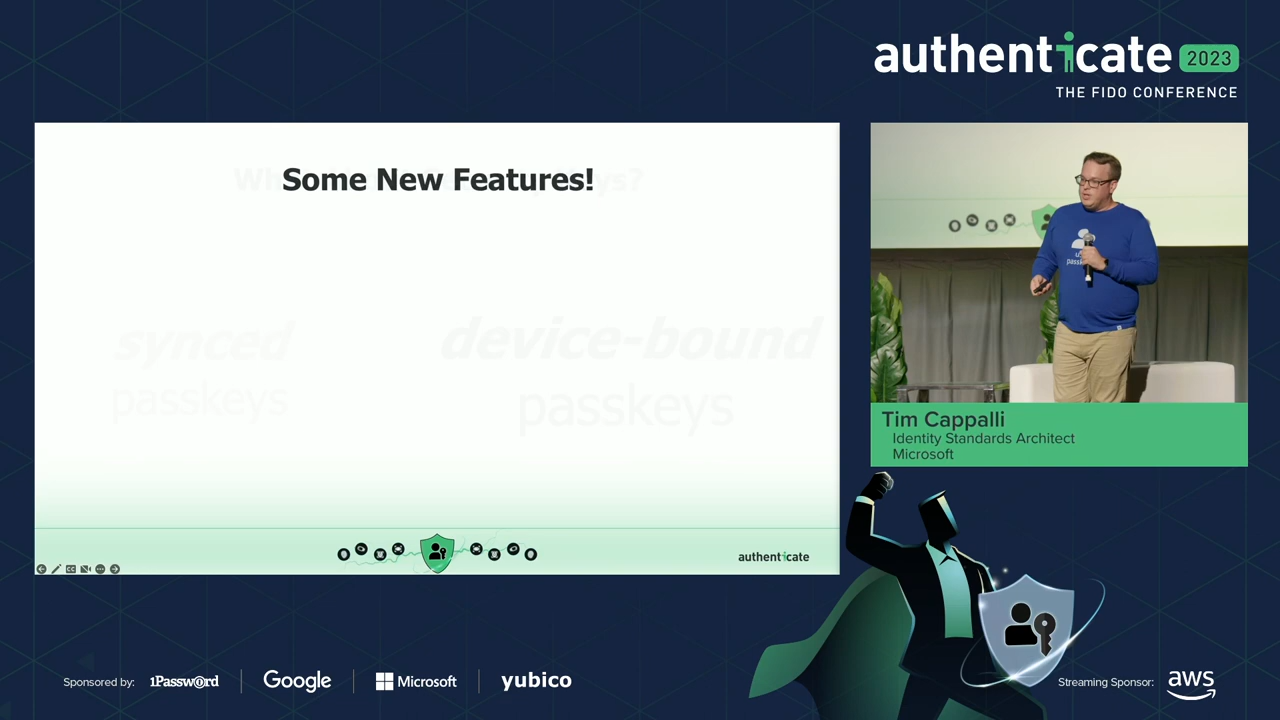 authenticate 2023
THE FIDO CONFERENCE
Some New Features!
synced
passkeys
device-bound
passkeys
authenticate
passkeys
Tim Cappalli
Identity Standards Architect
Microsoft
Sponsored by: 1Password Google Microsoft yubico
Streaming Sponsor: aws